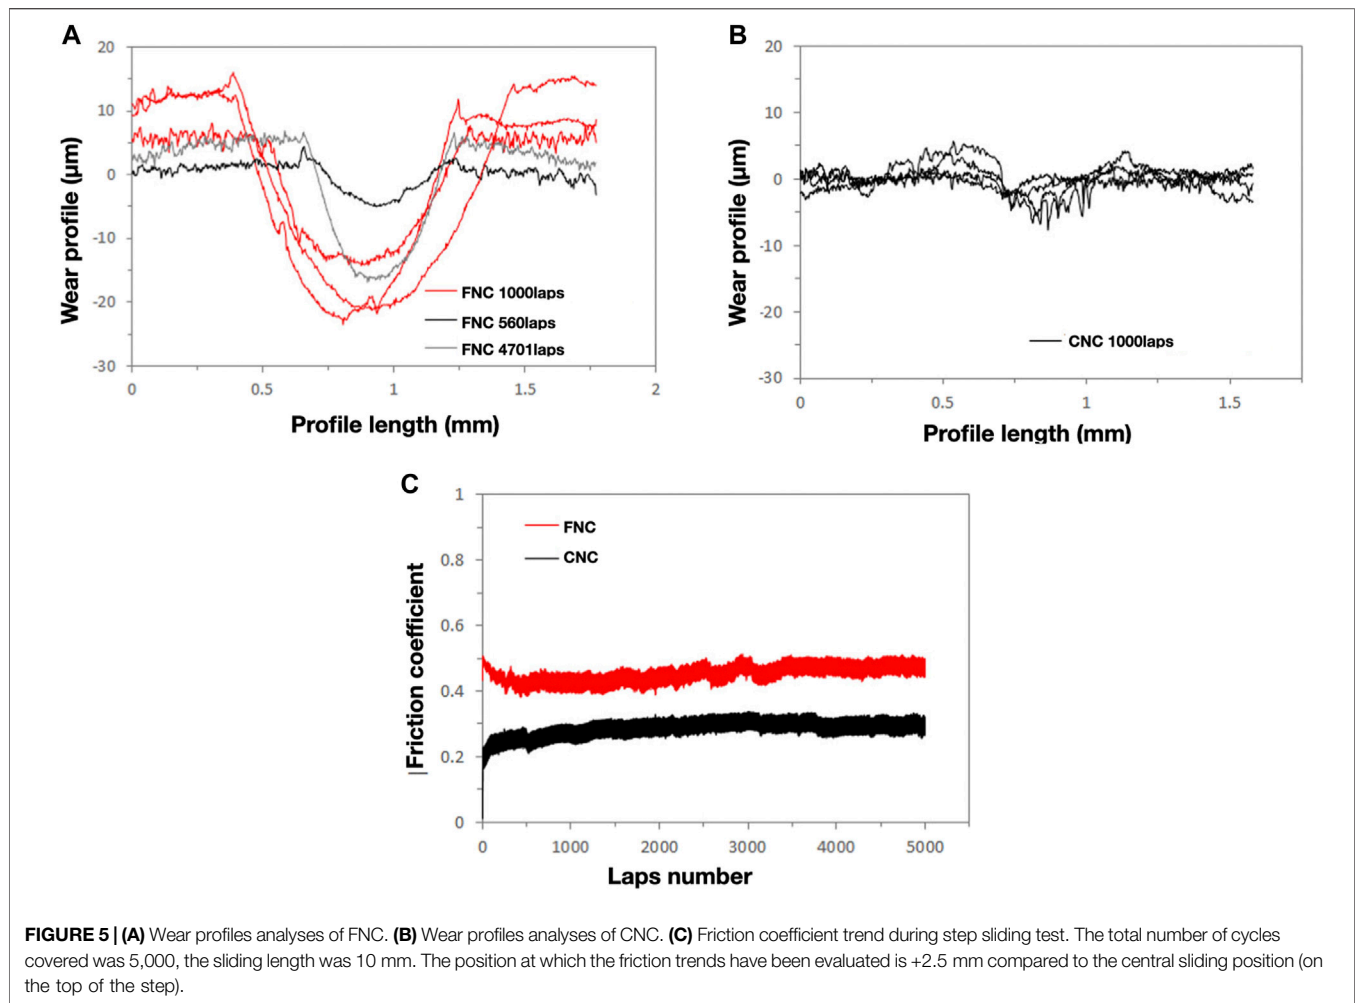 A
20
10
0
-10
-20
-30
Wear profile (µm)
FNC 1000laps
FNC 560laps
FNC 4701laps
0 0.5 1 1.5 2
Profile length (mm)
B
20
10
0
-10
-20
-30
Wear profile (µm)
CNC 1000laps
0 0.5 1 1.5
Profile length (mm)
C
1
0.8
0.6
0.4
0.2
0
Friction coefficient
FNC
CNC
0 1000 2000 3000 4000 5000
Laps number
FIGURE 5 | (A) Wear profiles analyses of FNC. (B) Wear profiles analyses of CNC. (C) Friction coefficient trend during step sliding test. The total number of cycles
covered was 5,000, the sliding length was 10 mm. The position at which the friction trends have been evaluated is +2.5 mm compared to the central sliding position (on
the top of the step).